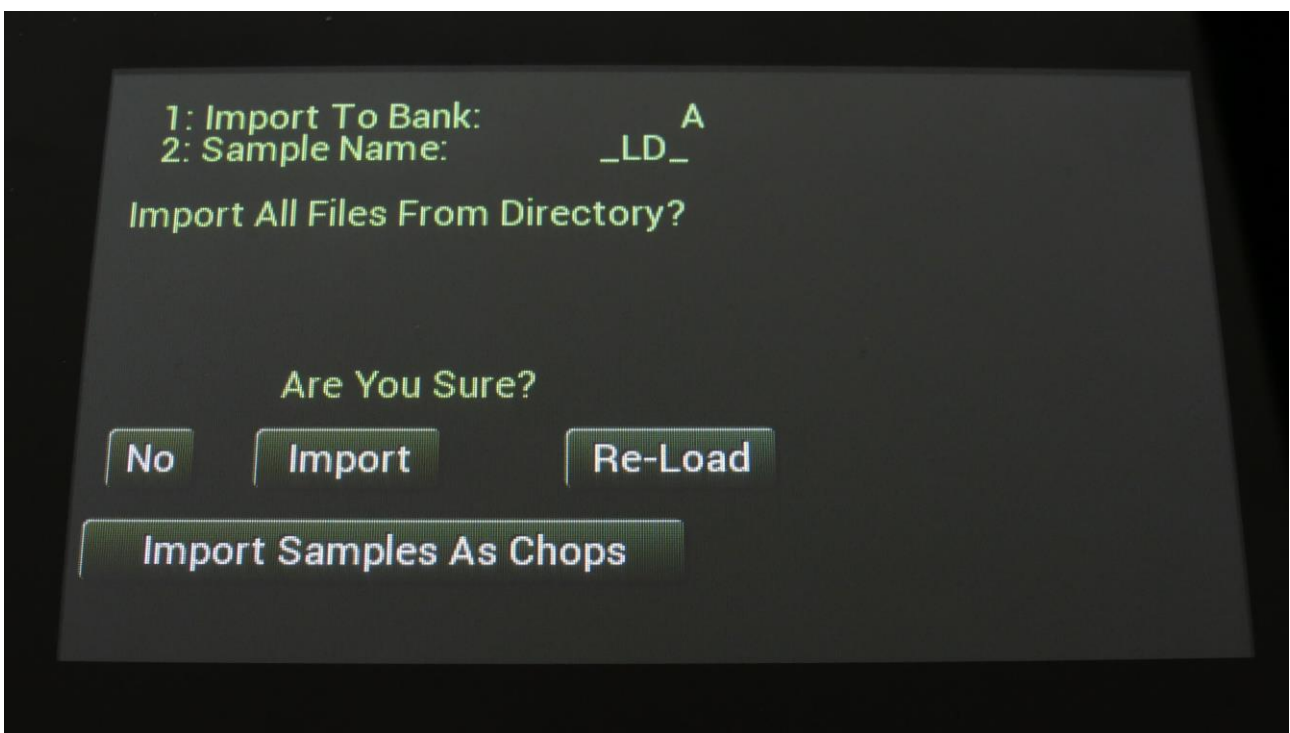 1: Import To Bank: A
2: Sample Name: _LD_
Import All Files From Directory?
Are You Sure?
No Import Re-Load
Import Samples As Chops